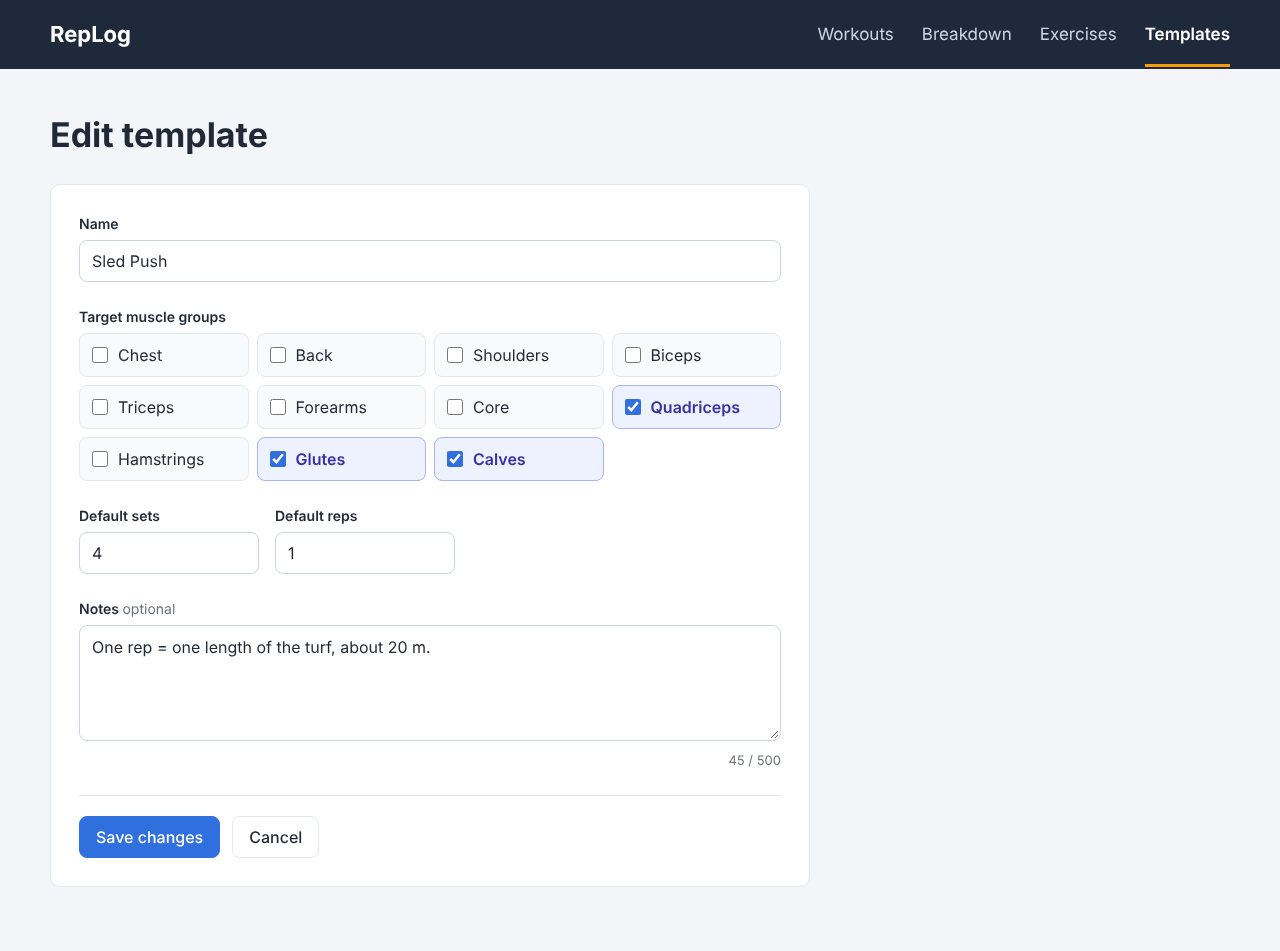 RepLog
Workouts Breakdown Exercises Templates
Edit template
Name
Sled Push
Target muscle groups
Chest Back Shoulders Biceps
Triceps Forearms Core Quadriceps
Hamstrings Glutes Calves
Default sets Default reps
4 1
Notes optional
One rep = one length of the turf, about 20 m.
45 / 500
Save changes Cancel